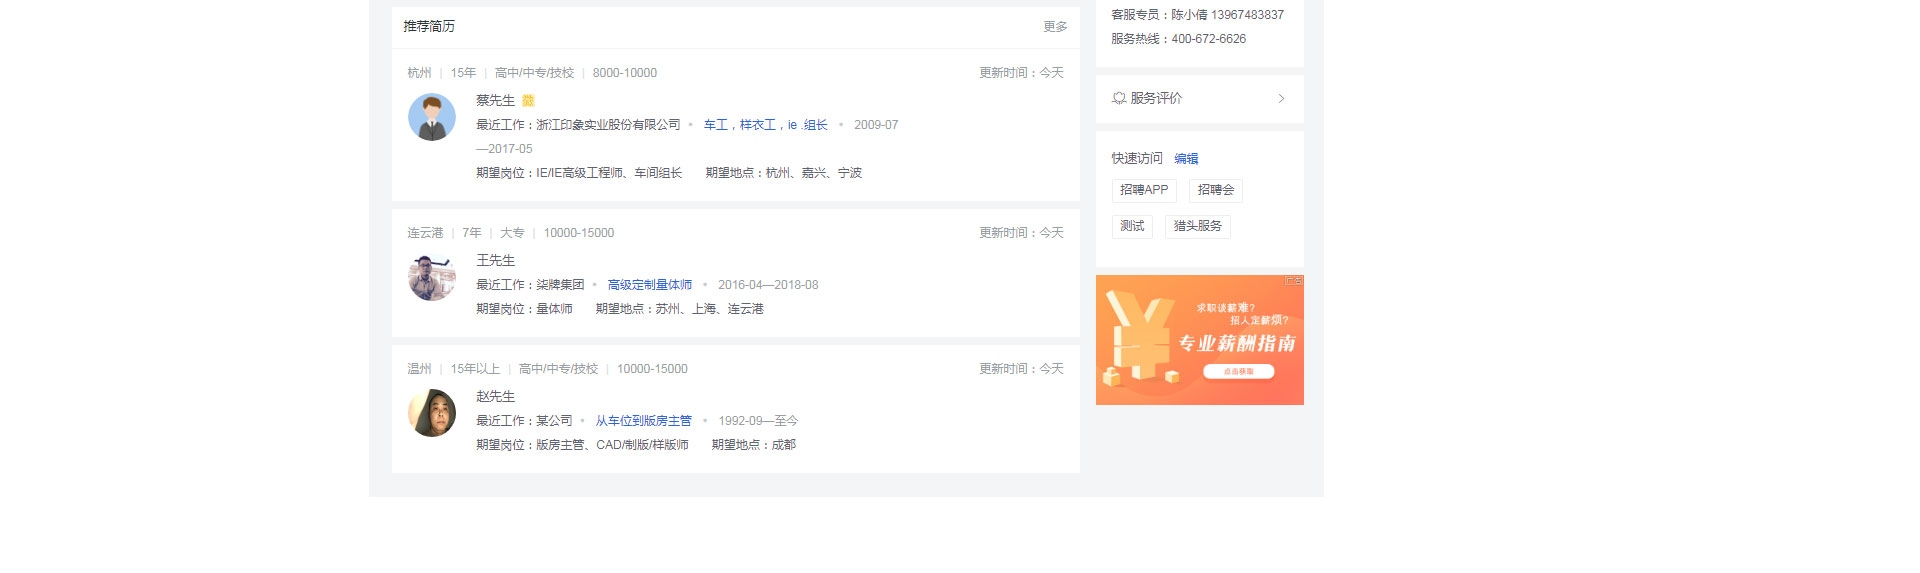 推荐简历 更多
杭州 | 15年 | 高中/中专/技校 | 8000-10000 更新时间：今天
蔡先生 微
最近工作：浙江印象实业股份有限公司 • 车工，样衣工，ie .组长 • 2009-07
—2017-05
期望岗位：IE/IE高级工程师、车间组长 期望地点：杭州、嘉兴、宁波
连云港 | 7年 | 大专 | 10000-15000 更新时间：今天
王先生
最近工作：柒牌集团 • 高级定制量体师 • 2016-04—2018-08
期望岗位：量体师 期望地点：苏州、上海、连云港
温州 | 15年以上 | 高中/中专/技校 | 10000-15000 更新时间：今天
赵先生
最近工作：某公司 • 从车位到版房主管 • 1992-09—至今
期望岗位：版房主管、CAD/制版/样版师 期望地点：成都
客服专员：陈小倩 13967483837
服务热线：400-672-6626
服务评价
快速访问 编辑
招聘APP 招聘会
测试 猎头服务
广告
求职谈薪难?
招人定薪烦?
专业薪酬指南
点击获取